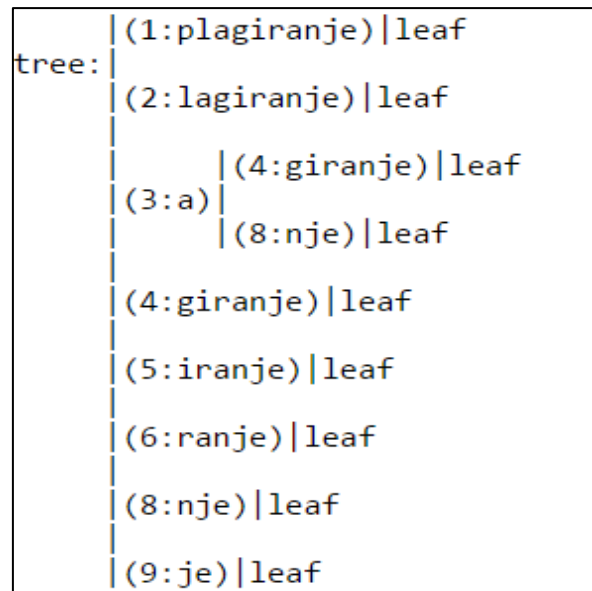 |(1:plagiranje)|leaf
tree:|
|(2:lagiranje)|leaf
|
| |(4:giranje)|leaf
|(3:a)|
| |(8:nje)|leaf
|
|(4:giranje)|leaf
|
|(5:iranje)|leaf
|
|(6:ranje)|leaf
|
|(8:nje)|leaf
|
|(9:je)|leaf